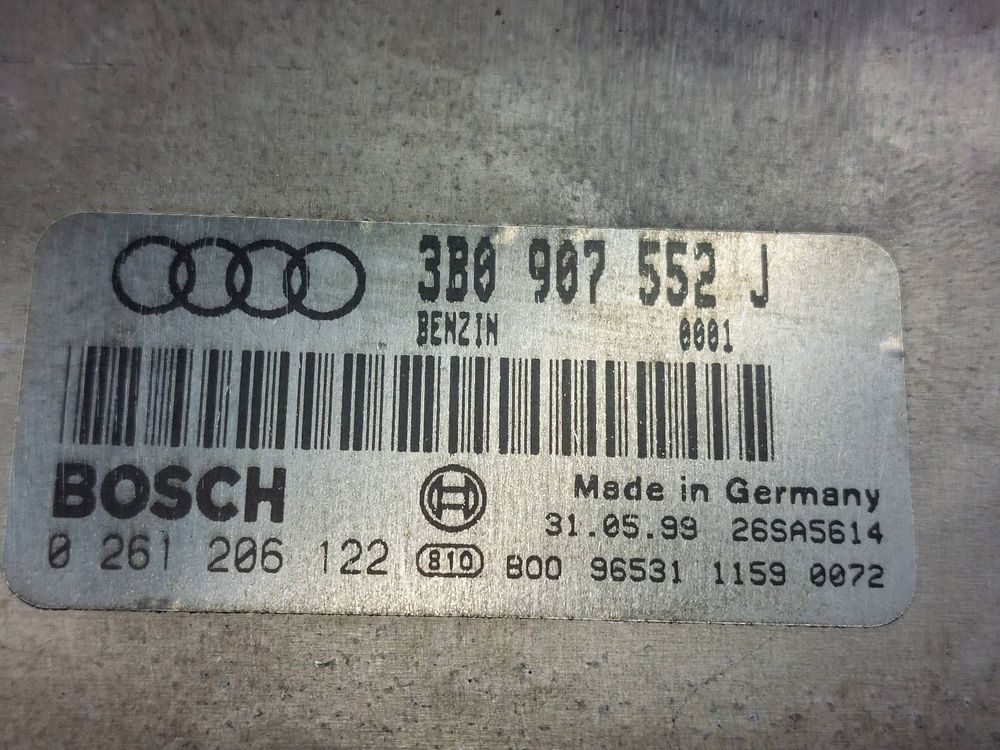 3B0 907 552 J
BENZIN 0001
BOSCH
Made in Germany
31.05.99 26SA5614
0 261 206 122 810 B00 96531 1159 0072